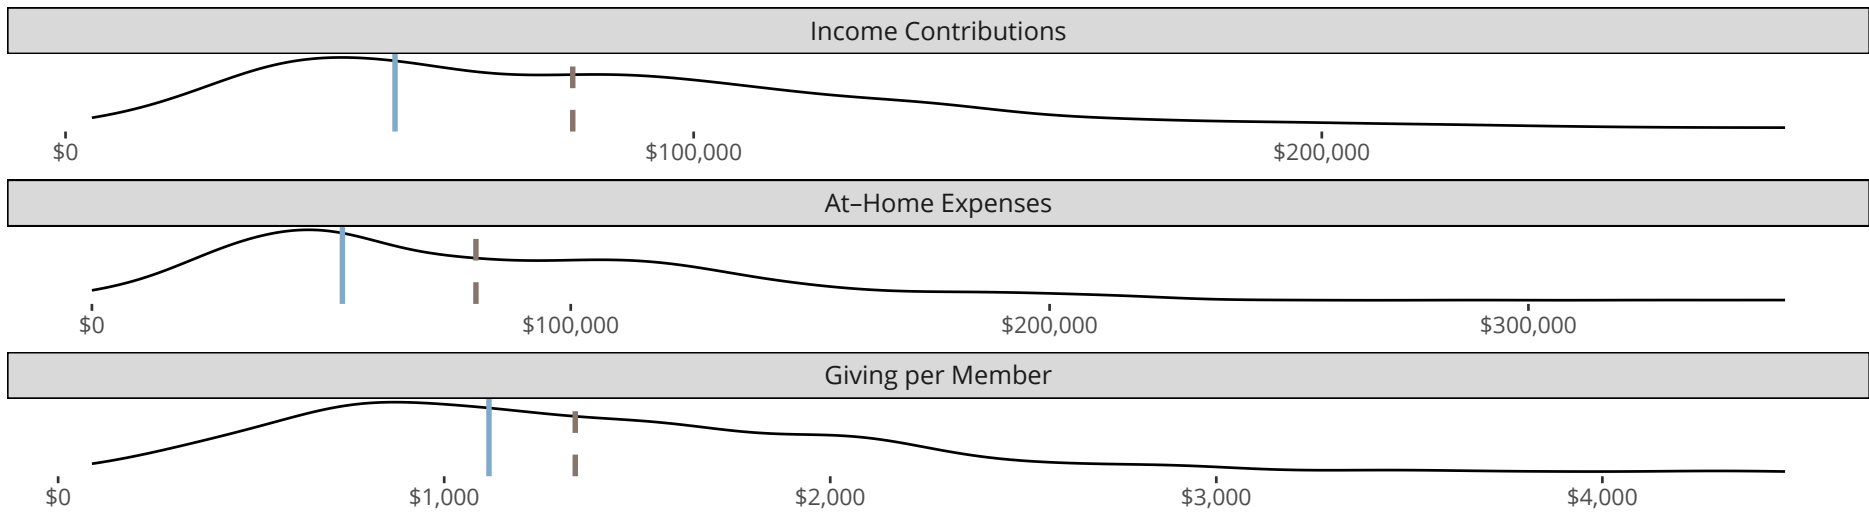 Income Contributions
$0 $100,000 $200,000
At–Home Expenses
$0 $100,000 $200,000 $300,000
Giving per Member
$0 $1,000 $2,000 $3,000 $4,000